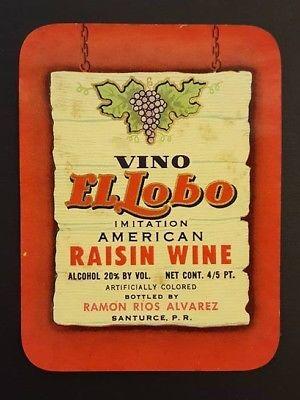 VINO
El Lobo
IMITATION
AMERICAN
RAISIN WINE
ALCOHOL 20% BY VOL. NET CONT. 4/5 PT.
ARTIFICIALLY COLORED
BOTTLED BY
RAMON RIOS ALVAREZ
SANTURCE, P. R.